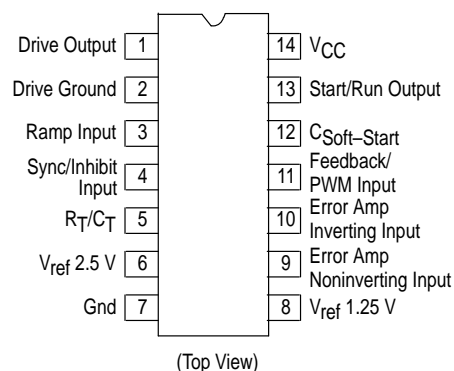 Drive Output 1
Drive Ground 2
Ramp Input 3
Sync/Inhibit
Input 4
RT/CT 5
Vref 2.5 V 6
Gnd 7
14 VCC
13 Start/Run Output
12 CSoft–Start
11 Feedback/
PWM Input
10 Error Amp
Inverting Input
9 Error Amp
Noninverting Input
8 Vref 1.25 V
(Top View)